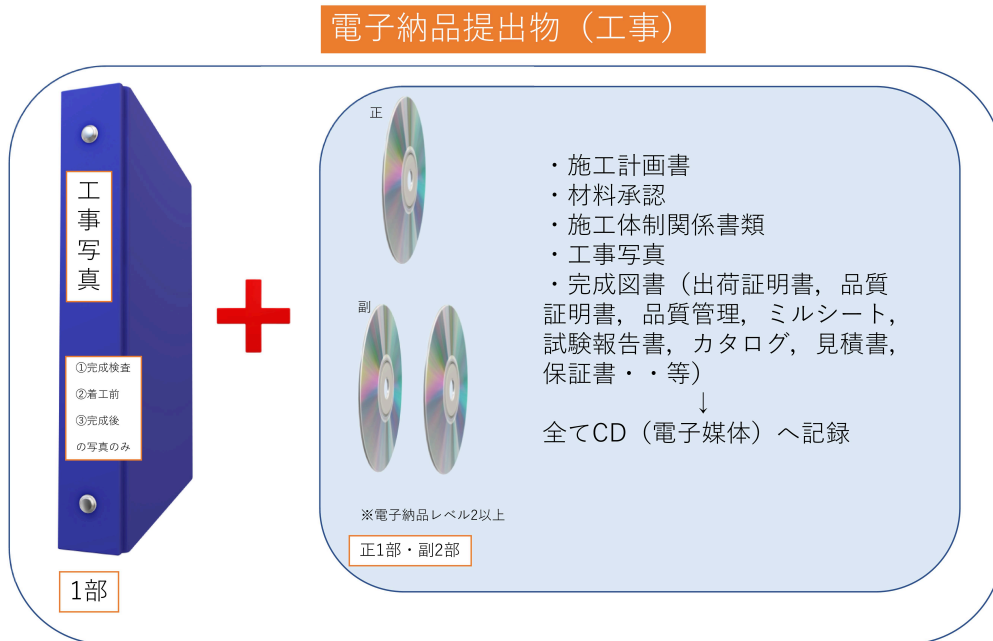 電子納品提出物（工事）
工事写真
①完成検査
②着工前
③完成後
の写真のみ
1部
正
副
※電子納品レベル2以上
正1部・副2部
・施工計画書
・材料承認
・施工体制関係書類
・工事写真
・完成図書（出荷証明書，品質
証明書，品質管理，ミルシート，
試験報告書，カタログ，見積書，
保証書・・等）
↓
全てCD（電子媒体）へ記録